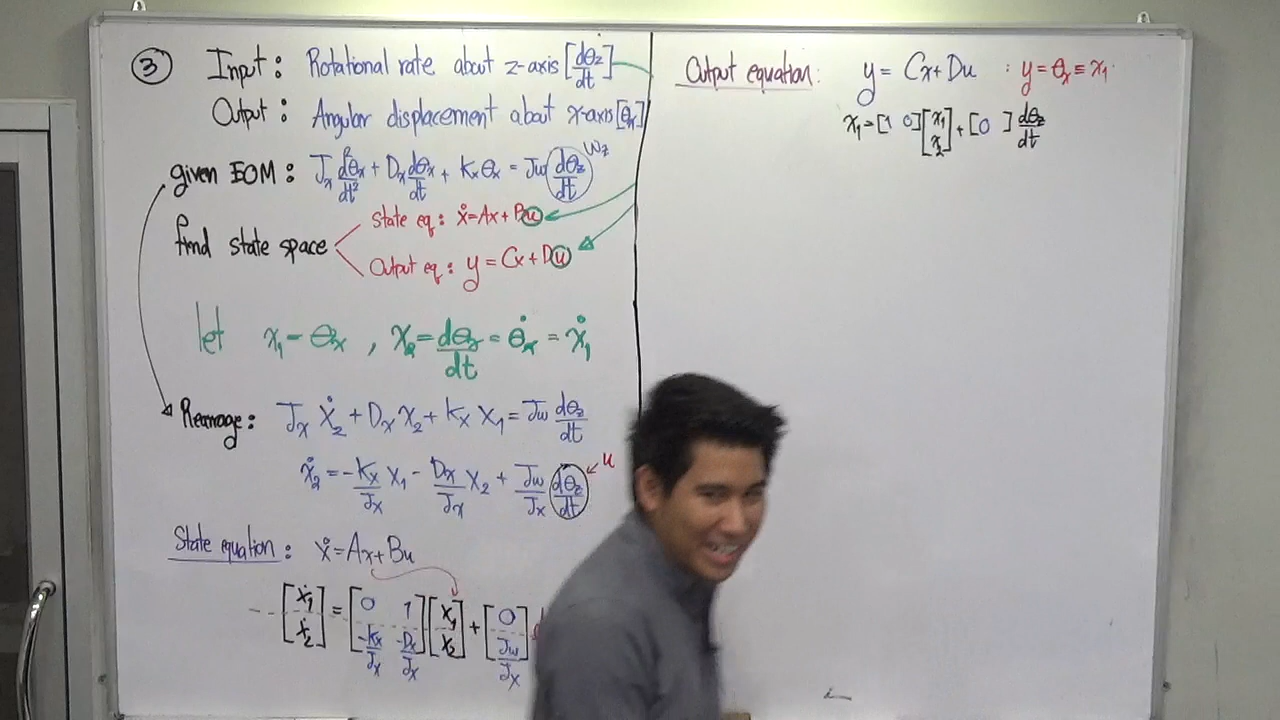 ③ Input: Rotational rate about z-axis [dθz/dt]
Output: Angular displacement about x-axis [θx]
given EOM: Jx d²θx/dt² + Dx dθx/dt + Kx θx = Jw dθz/dt ωz
find state space
state eq: ẋ = Ax + Bu
Output eq: y = Cx + Du
let x1 = θx , x2 = dθx/dt = θ̇x = ẋ1
Rearrage: Jx ẋ2 + Dx x2 + Kx x1 = Jw dθz/dt
ẋ2 = -Kx/Jx x1 - Dx/Jx x2 + Jw/Jx dθz/dt ← u
State equation: ẋ = Ax + Bu
[ẋ1 ẋ2] = [0 1 -Kx/Jx -Dx/Jx] [x1 x2] + [0 Jw/Jx]
Output equation: y = Cx + Du : y = θx ≡ x1
x1 = [1 0] [x1 x2] + [0] dθz/dt